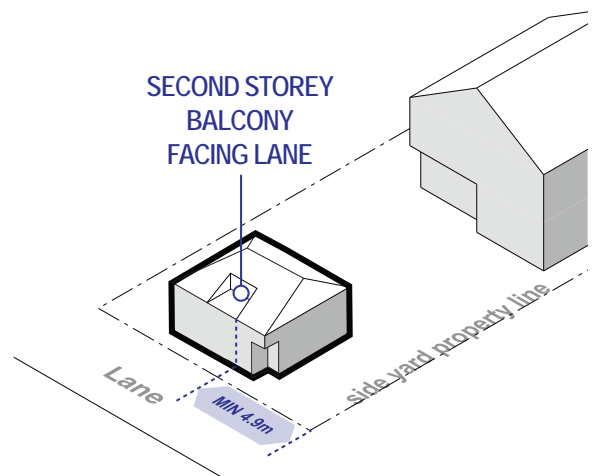 SECOND STOREY
BALCONY
FACING LANE
side yard property line
Lane
MIN 4.9m